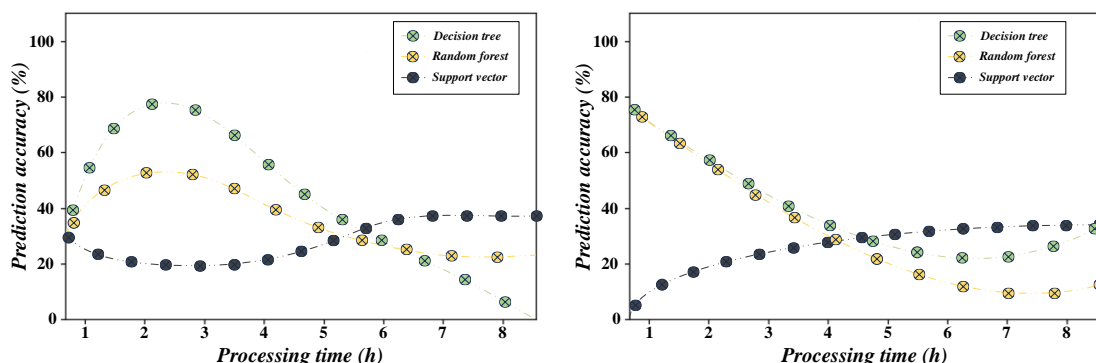 Prediction accuracy (%)
100
80
60
40
20
0
1 2 3 4 5 6 7 8
Processing time (h)
Decision tree
Random forest
Support vector
Prediction accuracy (%)
100
80
60
40
20
0
1 2 3 4 5 6 7 8
Processing time (h)
Decision tree
Random forest
Support vector